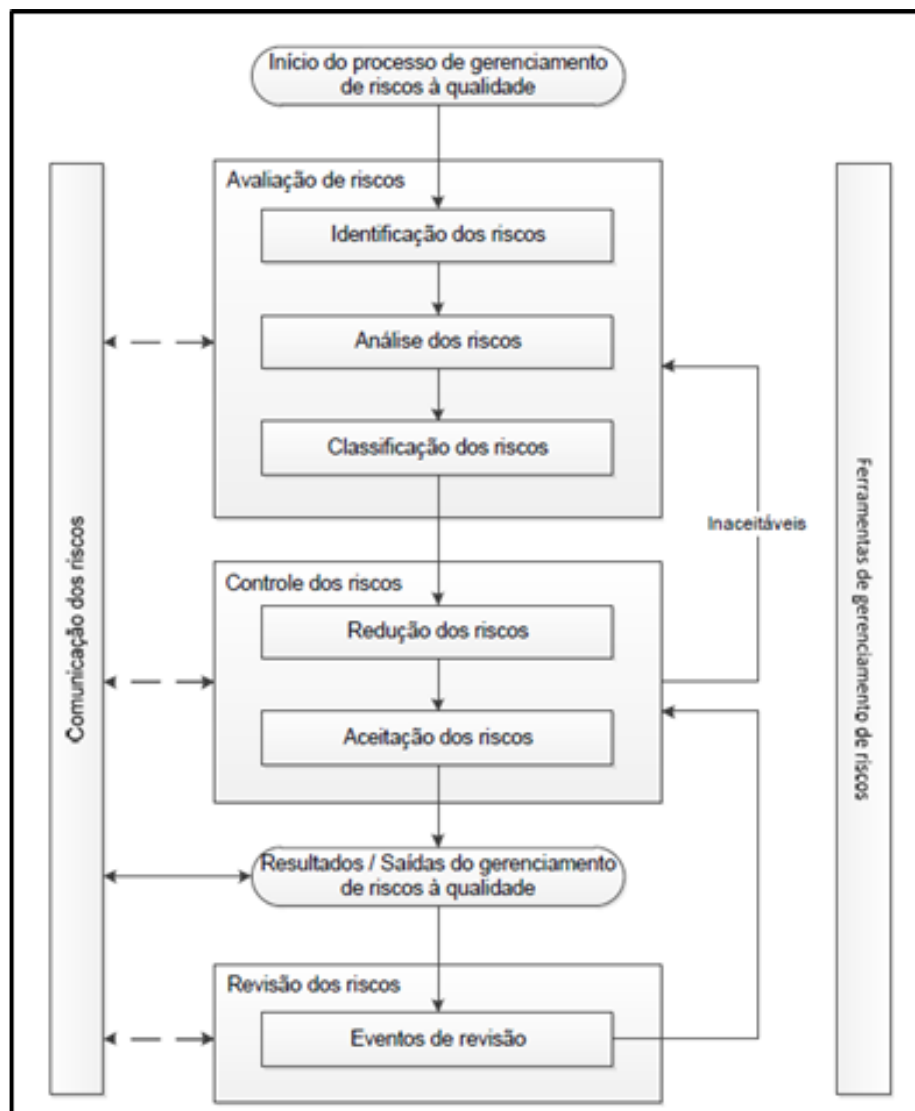 Início do processo de gerenciamento
de riscos à qualidade
Avaliação de riscos
Identificação dos riscos
Análise dos riscos
Classificação dos riscos
Inaceitáveis
Controle dos riscos
Redução dos riscos
Aceitação dos riscos
Resultados / Saídas do gerenciamento
de riscos à qualidade
Revisão dos riscos
Eventos de revisão
Comunicação dos riscos
Ferramentas de gerenciamento de riscos